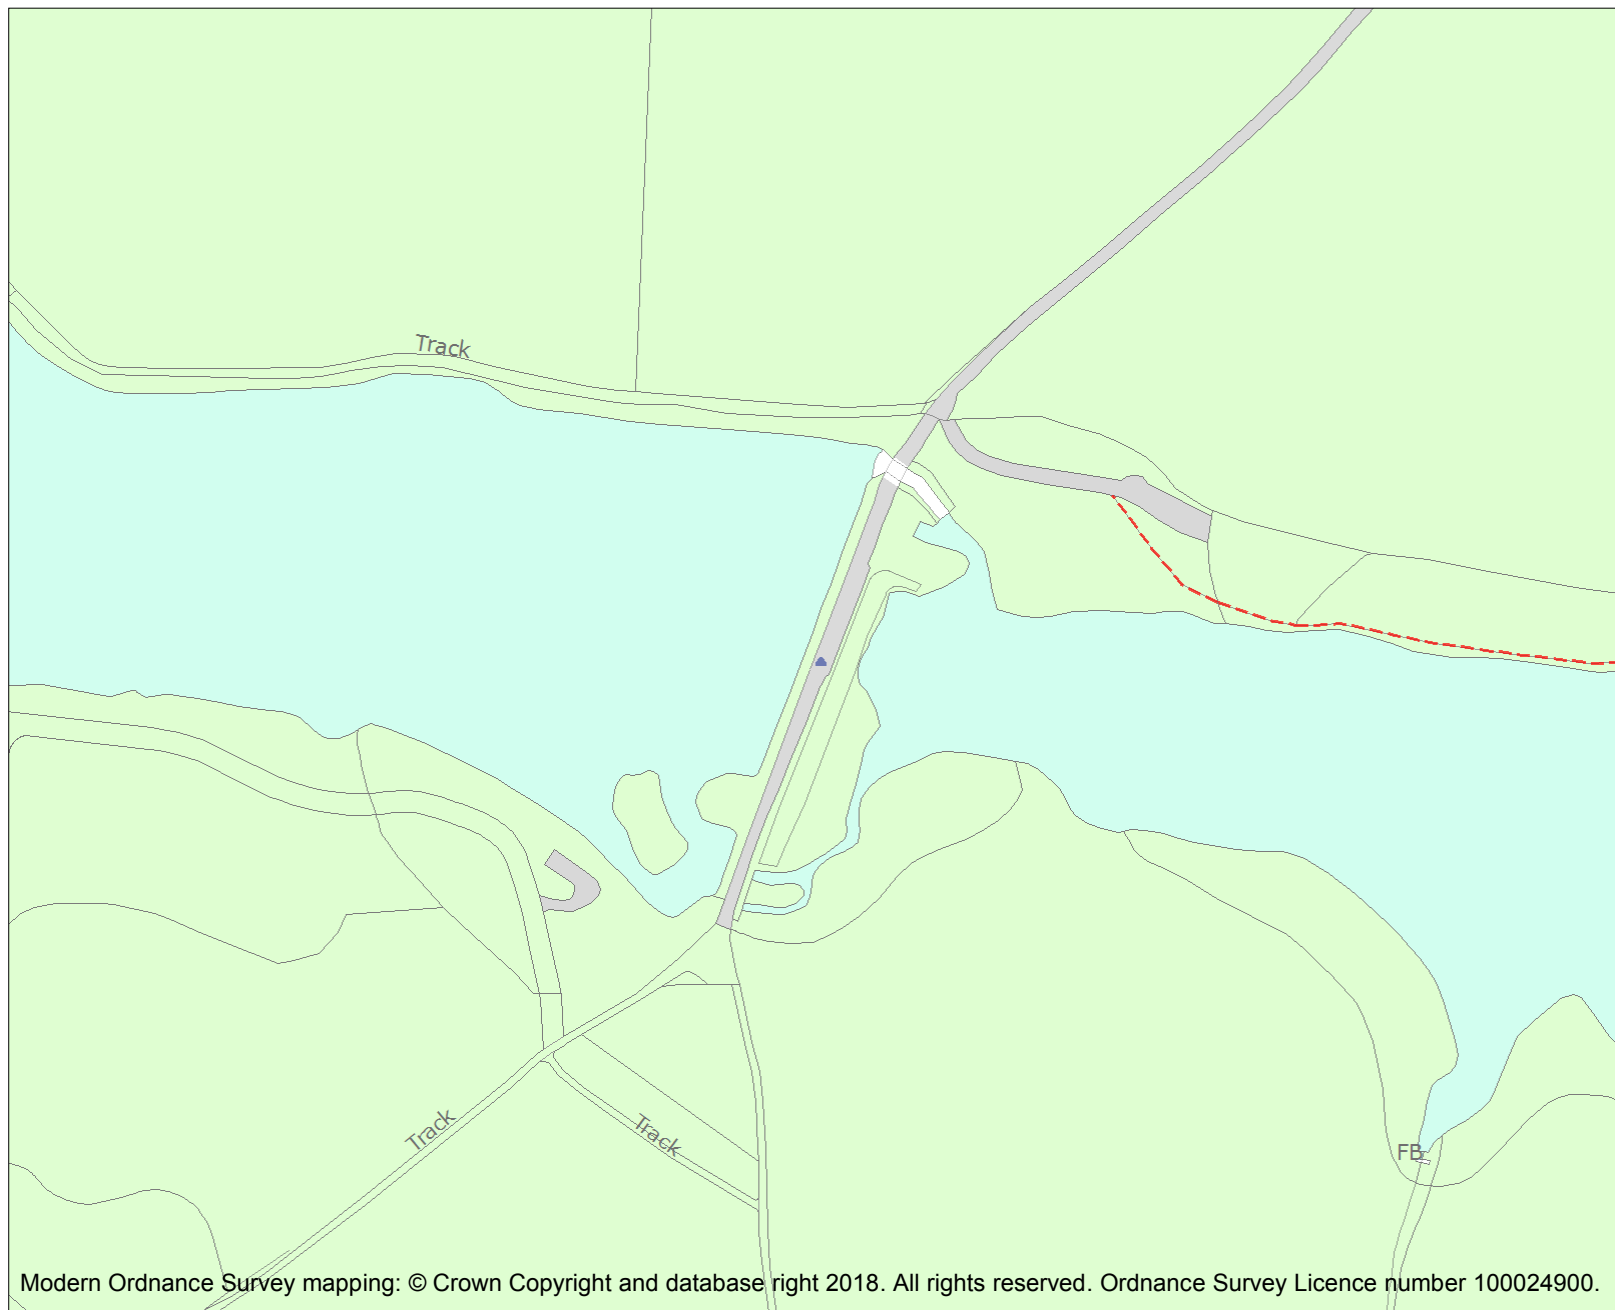 Track
Track
Track
FB
Modern Ordnance Survey mapping: © Crown Copyright and database right 2018. All rights reserved. Ordnance Survey Licence number 100024900.